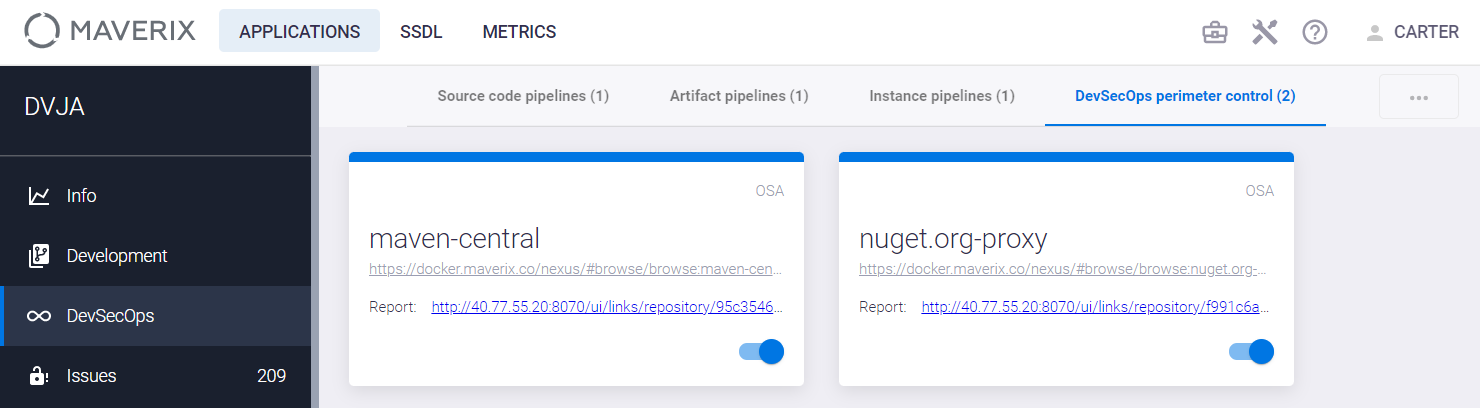 MAVERIX APPLICATIONS SSDL METRICS CARTER
DVJA
Source code pipelines (1) Artifact pipelines (1) Instance pipelines (1) DevSecOps perimeter control (2) •••
Info
Development
DevSecOps
Issues 209
OSA
maven-central
https://docker.maverix.co/nexus/#browse/browse:maven-cen...
Report: http://40.77.55.20:8070/ui/links/repository/95c3546...
OSA
nuget.org-proxy
https://docker.maverix.co/nexus/#browse/browse:nuget.org-...
Report: http://40.77.55.20:8070/ui/links/repository/f991c6a...